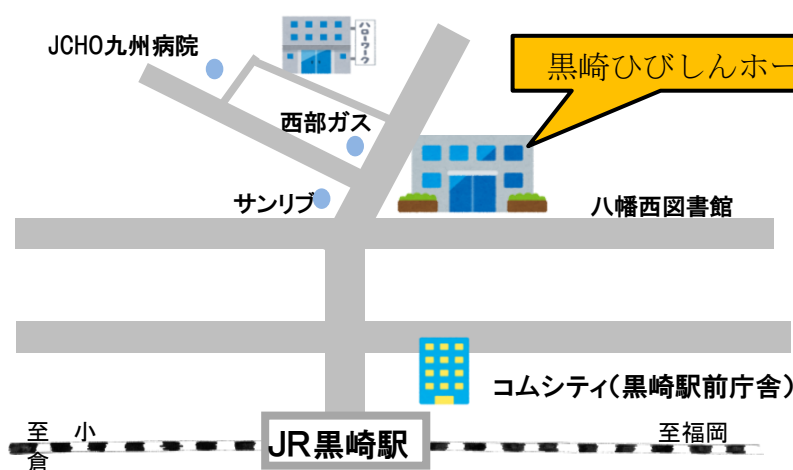 JCHO九州病院
ハローワーク
黒崎ひびしんホー
西部ガス
サンリブ
八幡西図書館
コムシティ(黒崎駅前庁舎)
至 小
倉
JR黒崎駅
至福岡